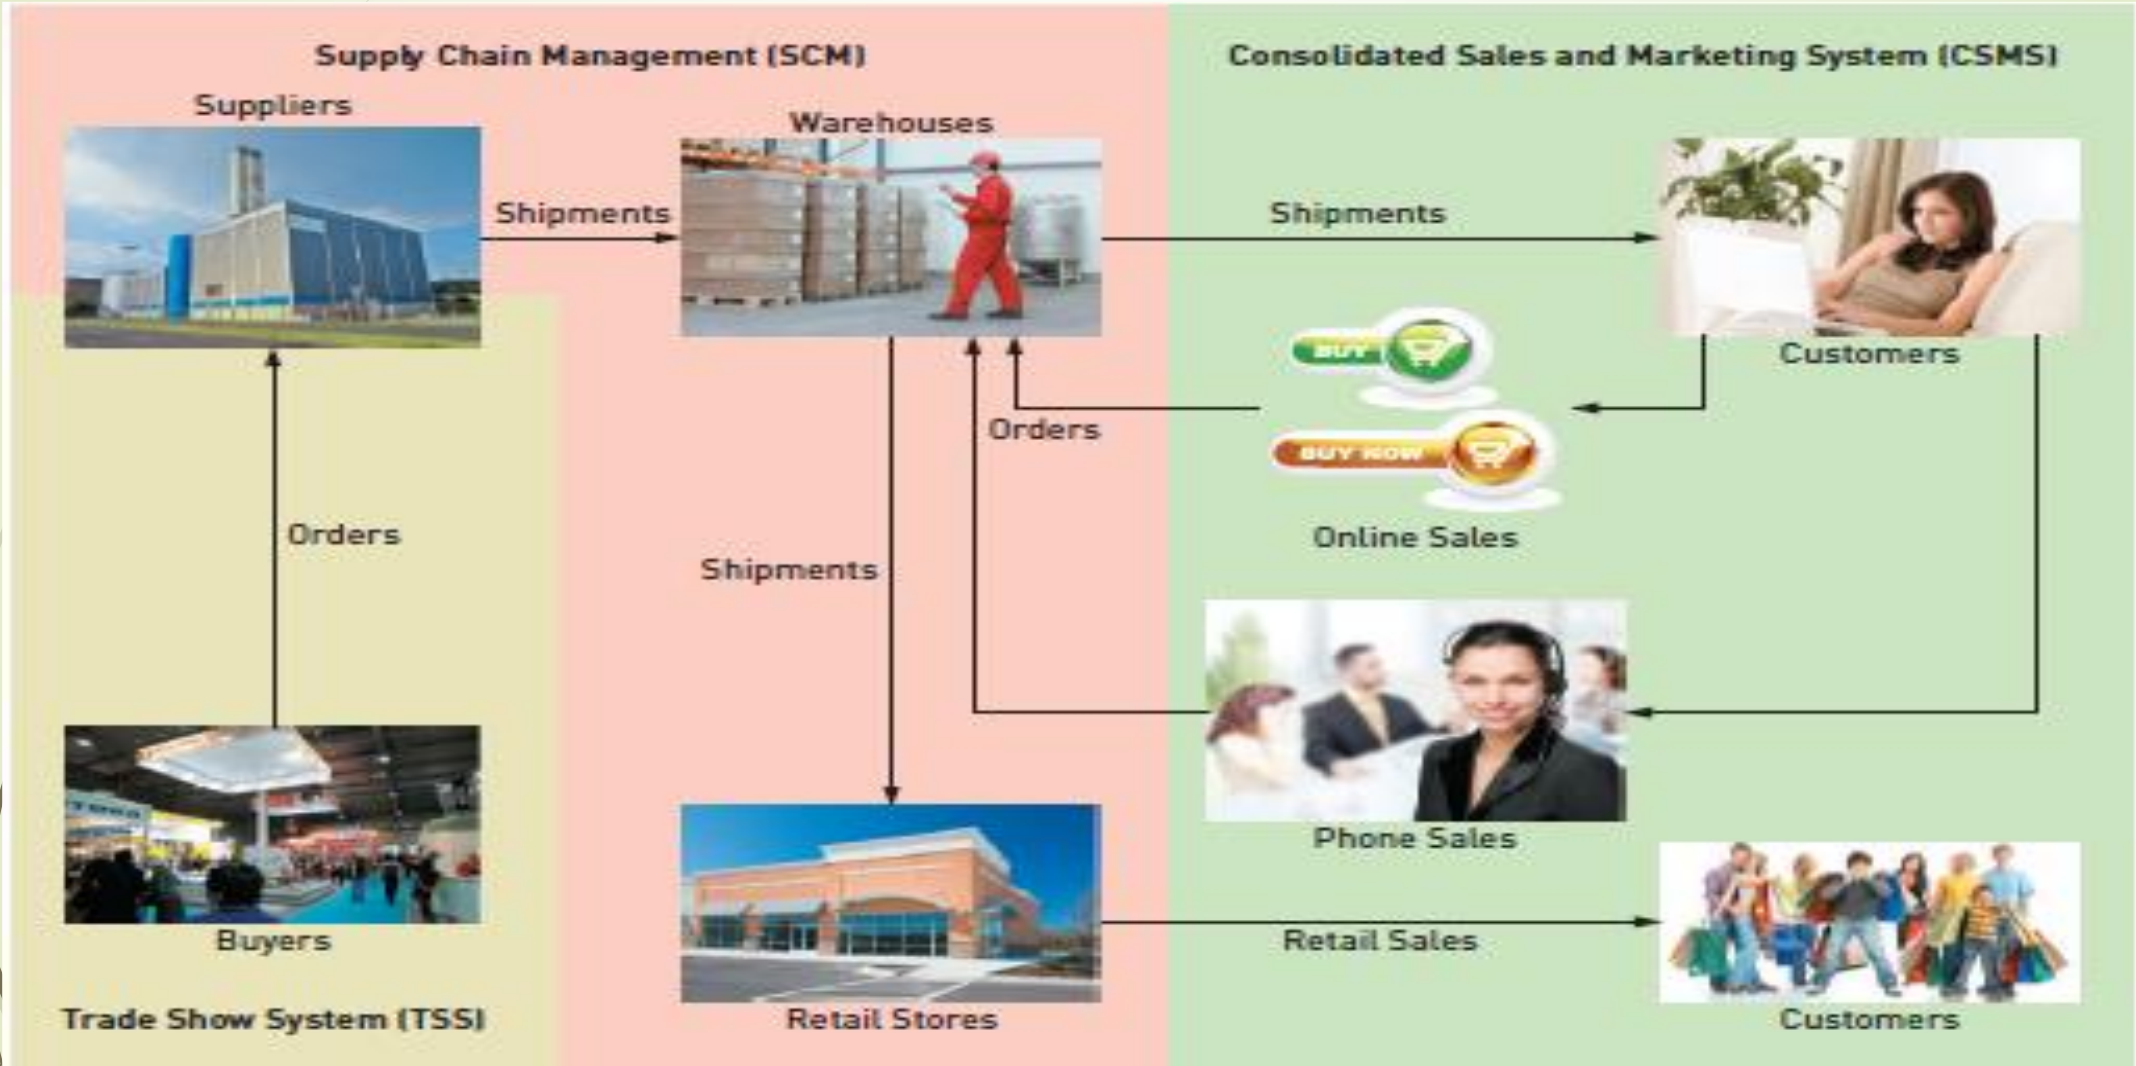 Supply Chain Management (SCM)
Consolidated Sales and Marketing System (CSMS)
Suppliers
Warehouses
Shipments
Shipments
BUY
Customers
Orders
BUY NOW
Orders
Online Sales
Shipments
Phone Sales
Buyers
Retail Sales
Trade Show System (TSS)
Retail Stores
Customers